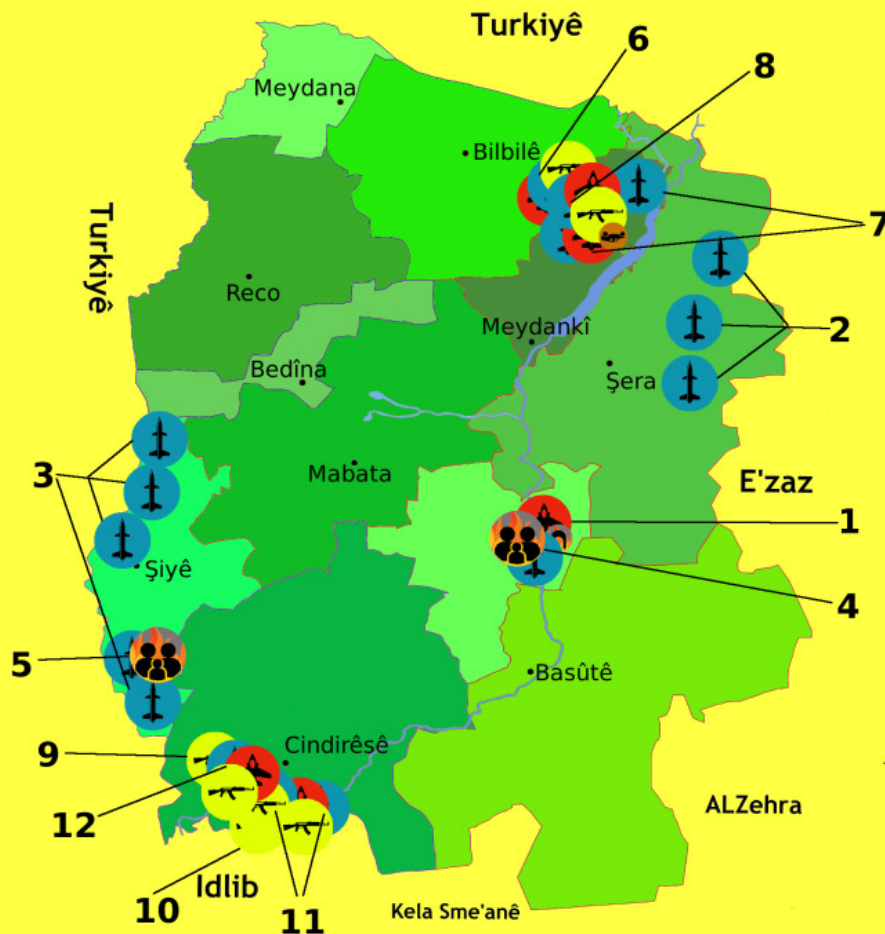 Turkiyê
6
8
Meydana
Bilbilê
7
Turkiyê
Reco
Meydankî
2
Bedîna
Şera
3
Mabata
E'zaz
1
Şiyê
4
5
Basûtê
9
Cindirêsê
12
ALZehra
10
Idlib
11
Kela Sme'anê